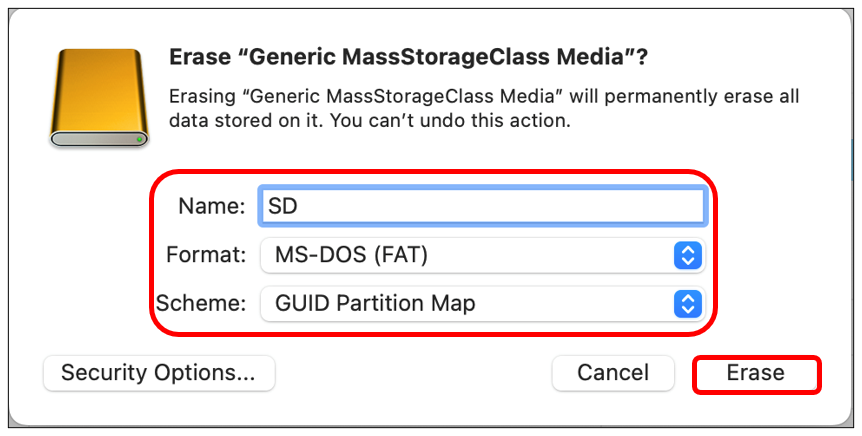 Erase “Generic MassStorageClass Media”?
Erasing “Generic MassStorageClass Media” will permanently erase all
data stored on it. You can’t undo this action.
Name: SD
Format: MS-DOS (FAT)
Scheme: GUID Partition Map
Security Options... Cancel Erase